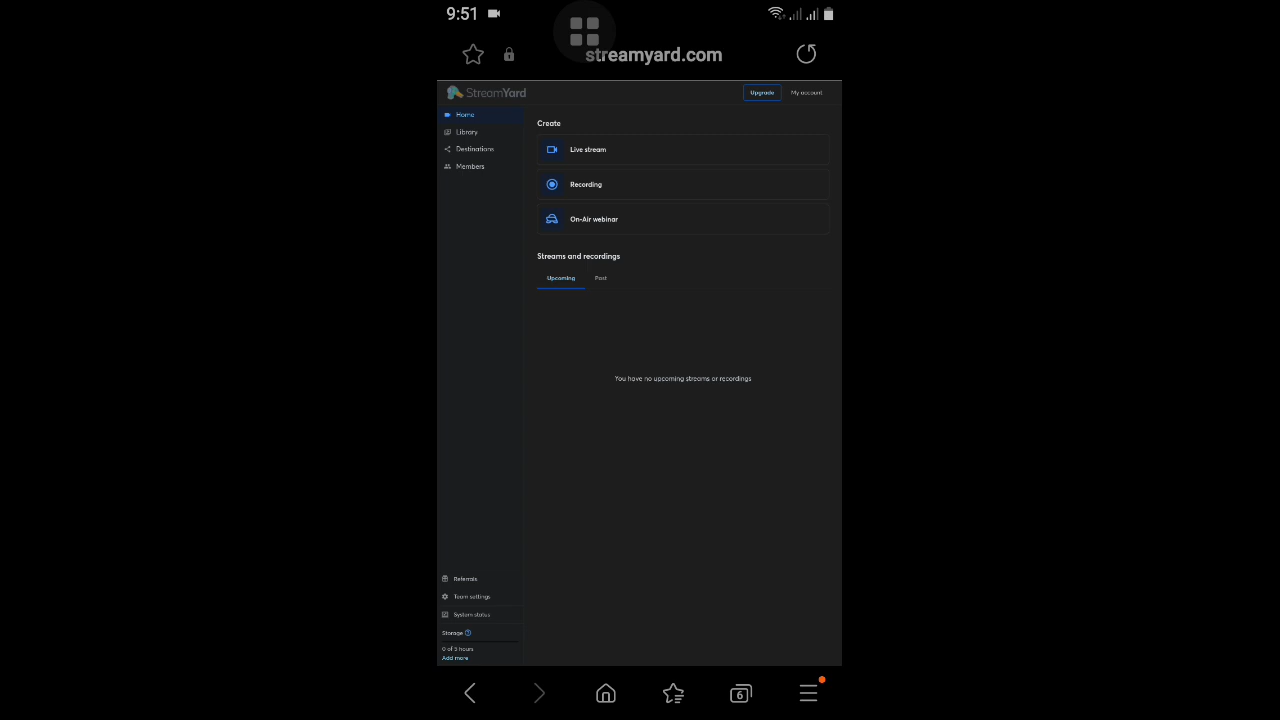 9:51
streamyard.com
StreamYard
Upgrade
My account
Home
Library
Destinations
Members
Create
Live stream
Recording
On-Air webinar
Streams and recordings
Upcoming
Past
You have no upcoming streams or recordings
Referrals
Team settings
System status
Storage
0 of 5 hours
Add more
6